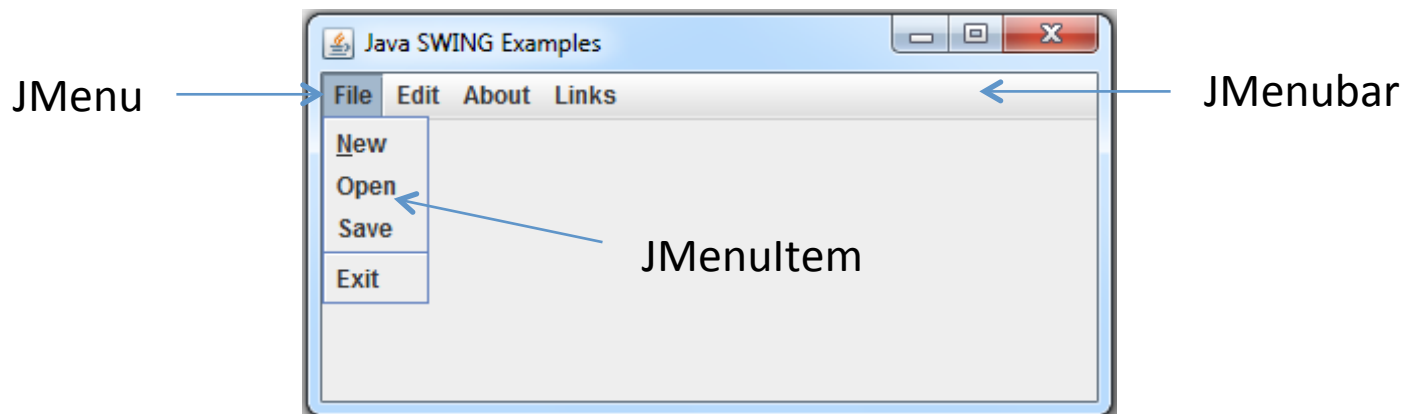 Java SWING Examples
JMenu
File Edit About Links
JMenubar
New
Open
Save
JMenuItem
Exit